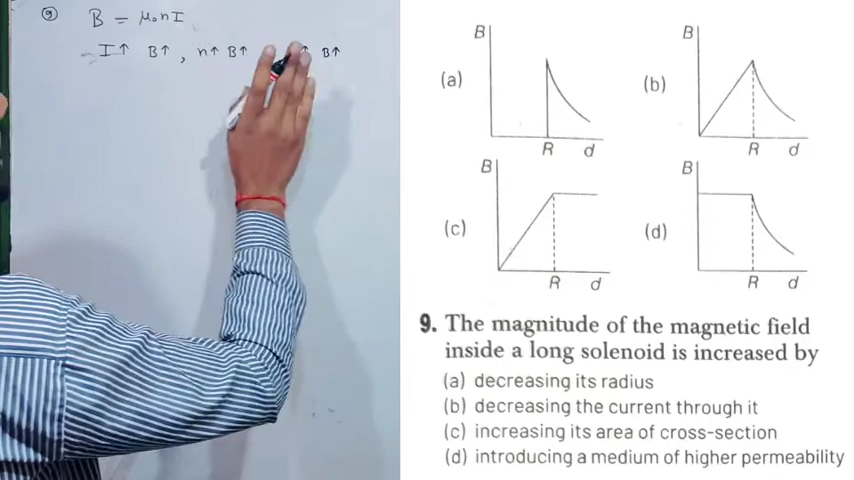 ⑨ B = μ₀nI
I↑ B↑, n↑ B↑ ↑ B↑
(a) B R d
(b) B R d
(c) B R d
(d) B R d
9. The magnitude of the magnetic field
inside a long solenoid is increased by
(a) decreasing its radius
(b) decreasing the current through it
(c) increasing its area of cross-section
(d) introducing a medium of higher permeability